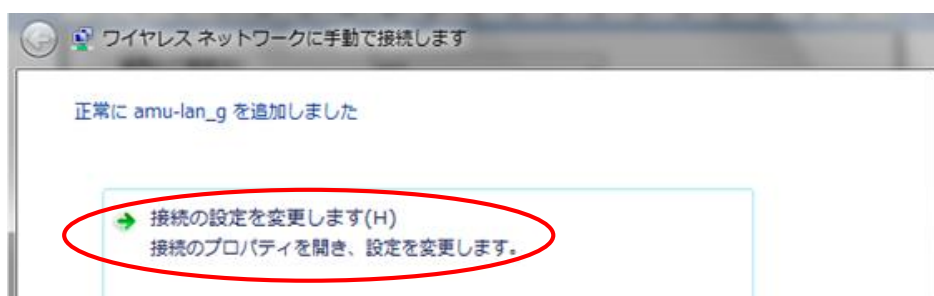 ワイヤレス ネットワークに手動で接続します
正常に amu-lan_g を追加しました
接続の設定を変更します(H)
接続のプロパティを開き、設定を変更します。